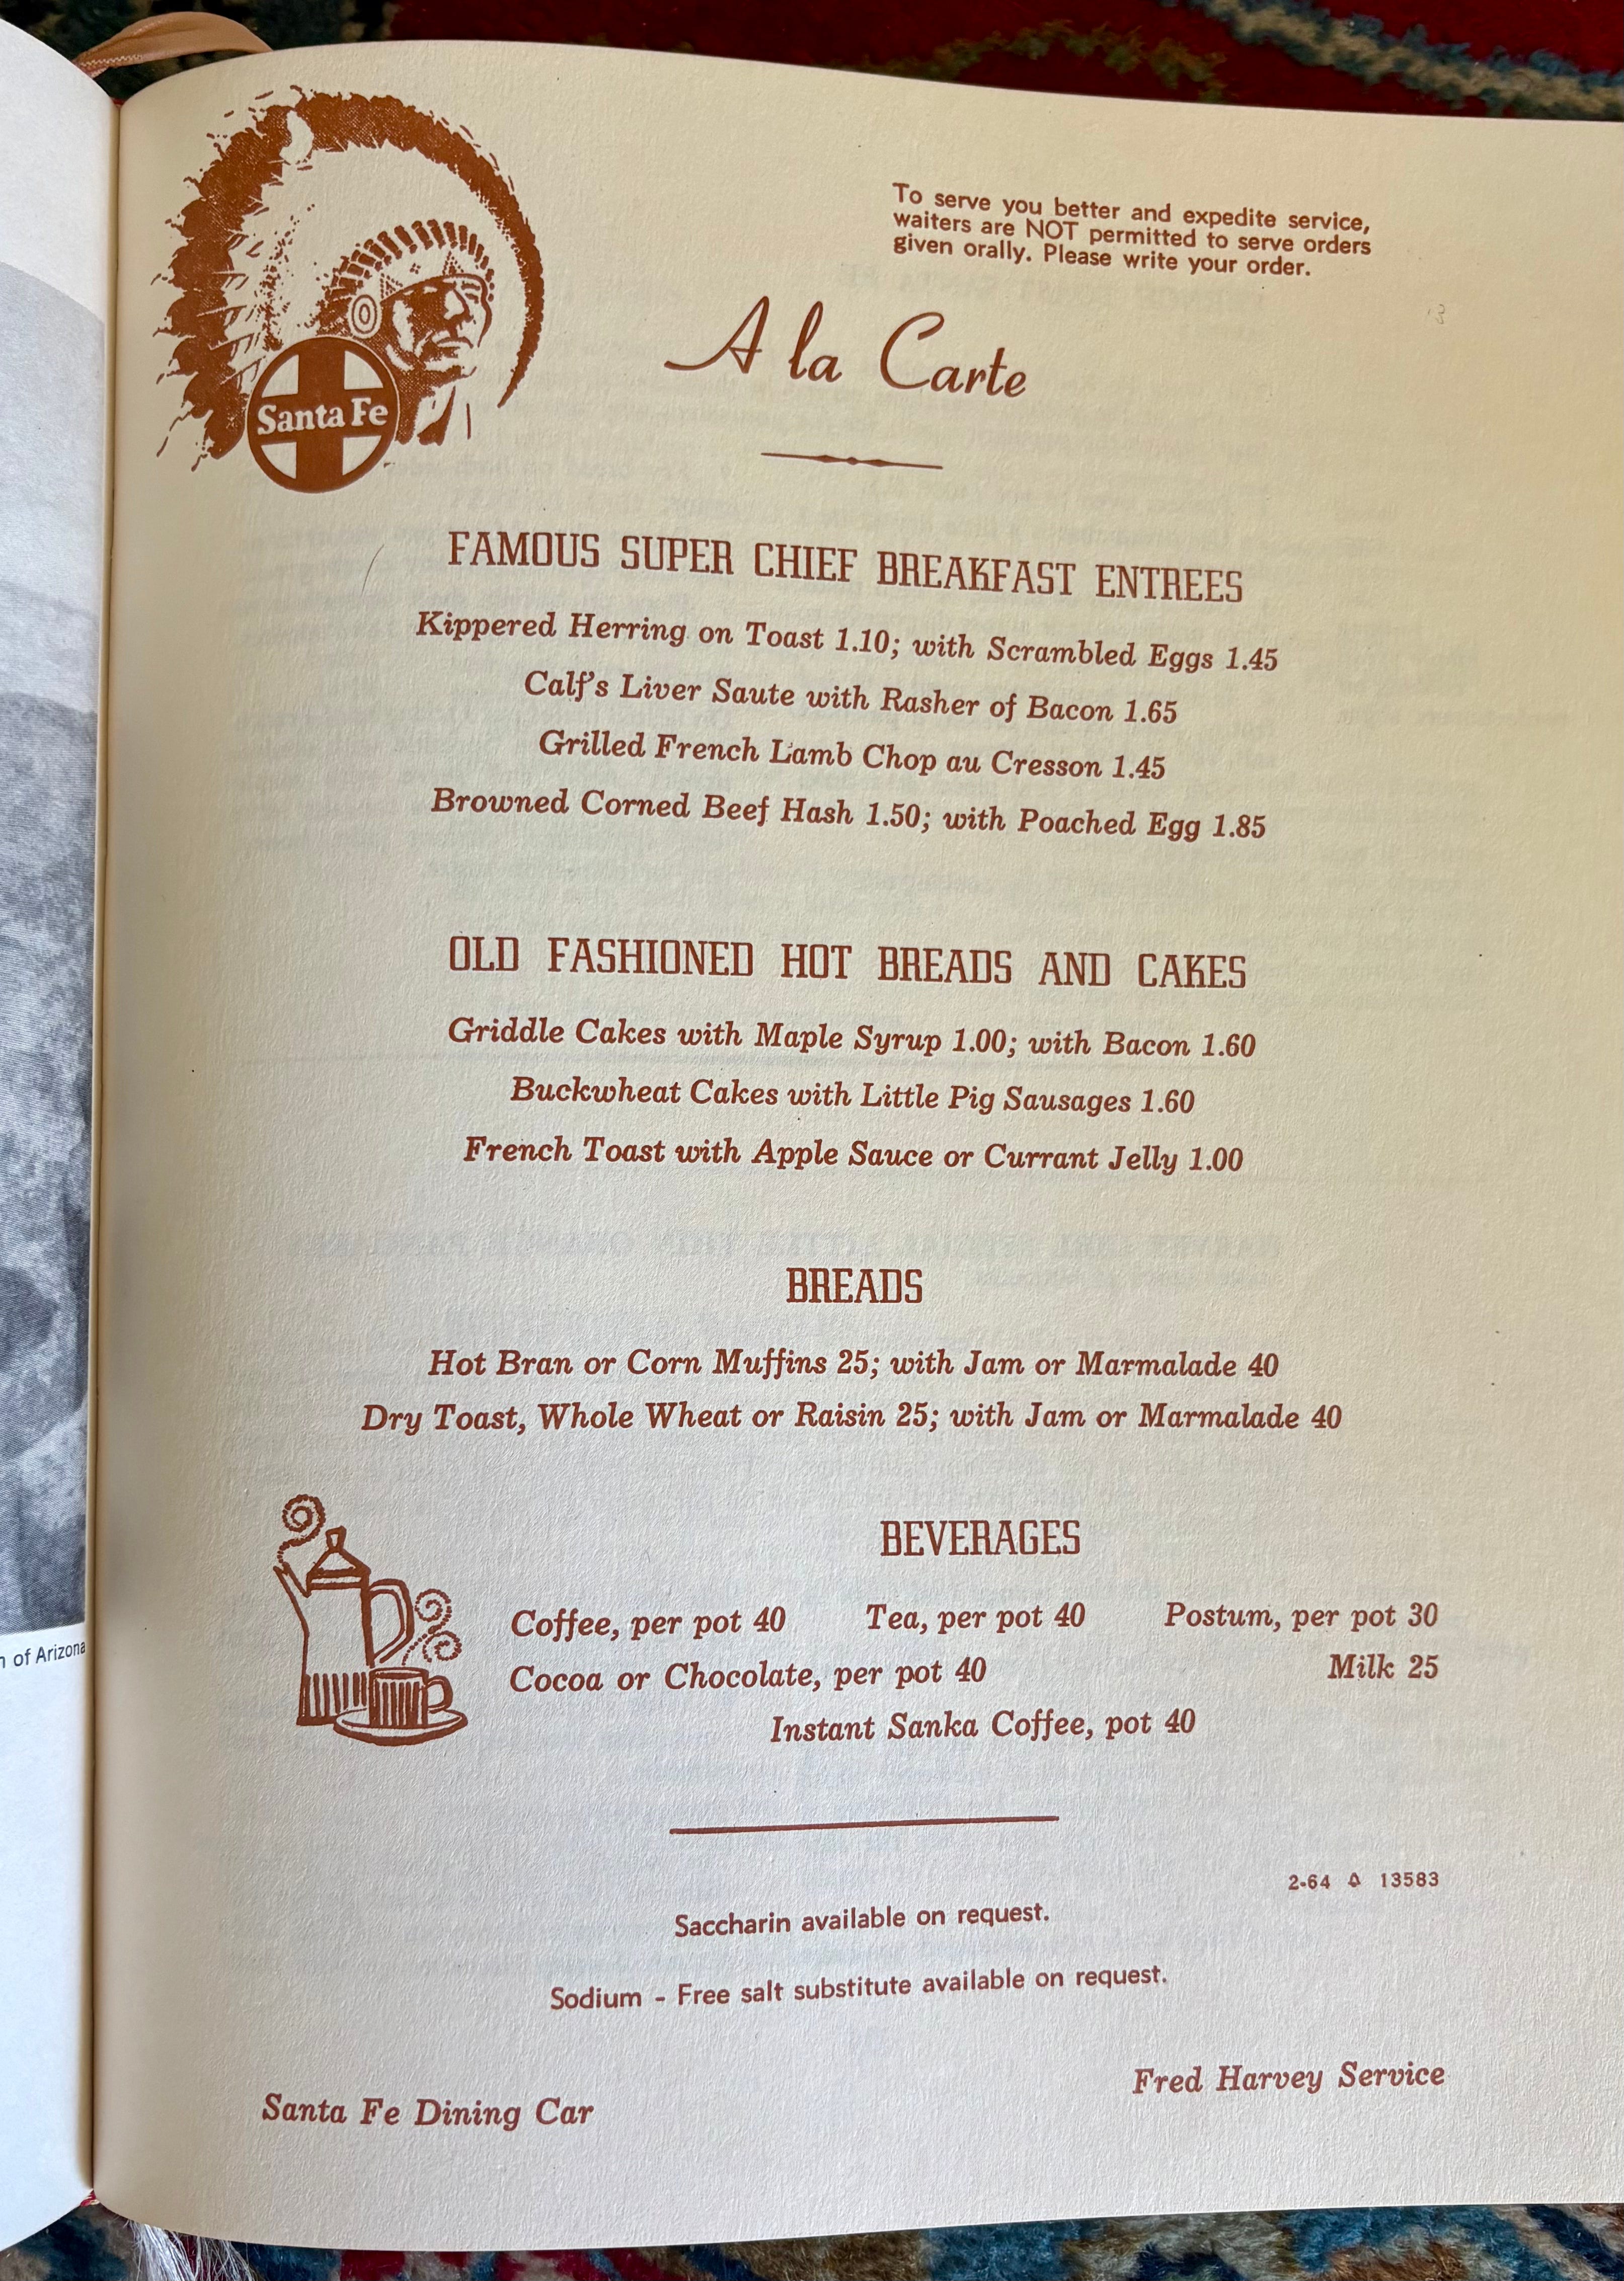 To serve you better and expedite service,
waiters are NOT permitted to serve orders
given orally. Please write your order.
A la Carte
Santa Fe
FAMOUS SUPER CHIEF BREAKFAST ENTREES
Kippered Herring on Toast 1.10; with Scrambled Eggs 1.45
Calf's Liver Saute with Rasher of Bacon 1.65
Grilled French Lamb Chop au Cresson 1.45
Browned Corned Beef Hash 1.50; with Poached Egg 1.85
OLD FASHIONED HOT BREADS AND CAKES
Griddle Cakes with Maple Syrup 1.00; with Bacon 1.60
Buckwheat Cakes with Little Pig Sausages 1.60
French Toast with Apple Sauce or Currant Jelly 1.00
BREADS
Hot Bran or Corn Muffins 25; with Jam or Marmalade 40
Dry Toast, Whole Wheat or Raisin 25; with Jam or Marmalade 40
BEVERAGES
Coffee, per pot 40 Tea, per pot 40 Postum, per pot 30
Cocoa or Chocolate, per pot 40 Milk 25
Instant Sanka Coffee, pot 40
of Arizona
2-64 13583
Saccharin available on request.
Sodium - Free salt substitute available on request.
Santa Fe Dining Car
Fred Harvey Service